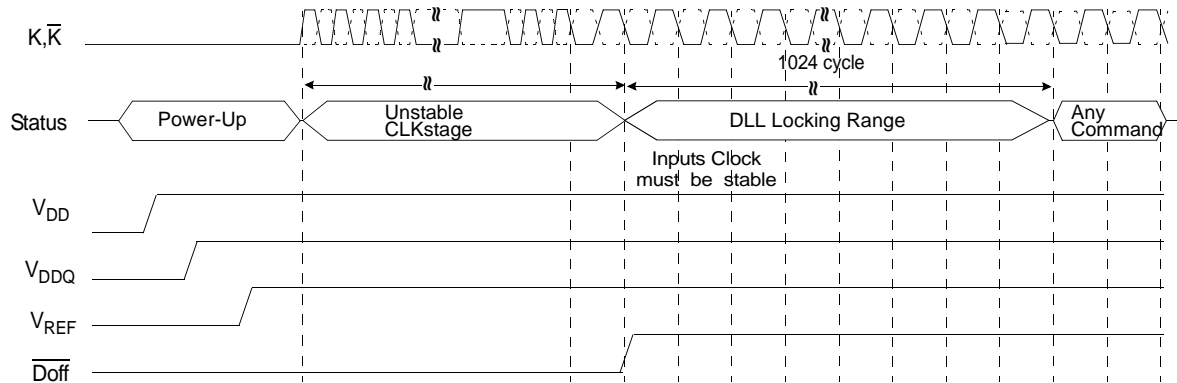 K,K̅
1024 cycle
Status
Power-Up
Unstable
CLKstage
DLL Locking Range
Any
Command
Inputs Clock
must be stable
VDD
VDDQ
VREF
D̅o̅f̅f̅